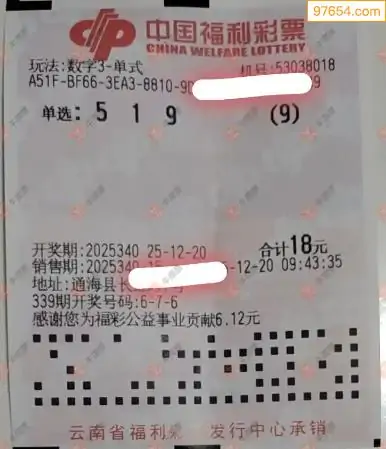 97654.com
中国福利彩票
CHINA WELFARE LOTTERY
玩法:数字3-单式 机号:53038018
A51F-BF66-3EA3-8810-9 9
单选: 5 1 9 (9)
开奖期:2025340 25-12-20 合计18元
销售期:2025340 -12-20 09:43:35
地址:通海县长
339期开奖号码:6-7-6
感谢您为福彩公益事业贡献6.12元
云南省福利彩 发行中心承销